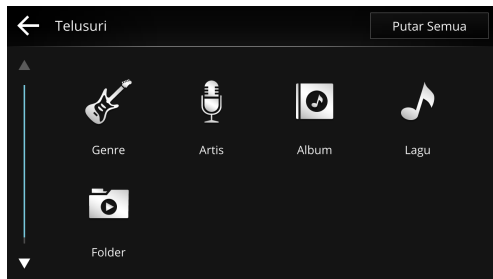 Telusuri
Putar Semua
Genre
Artis
Album
Lagu
Folder